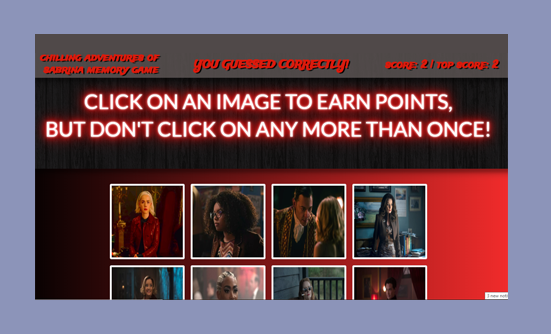 CHILLING ADVENTURES OF
SABRINA MEMORY GAME
YOU GUESSED CORRECTLY!
SCORE: 2 / TOP SCORE: 2
CLICK ON AN IMAGE TO EARN POINTS,
BUT DON'T CLICK ON ANY MORE THAN ONCE!